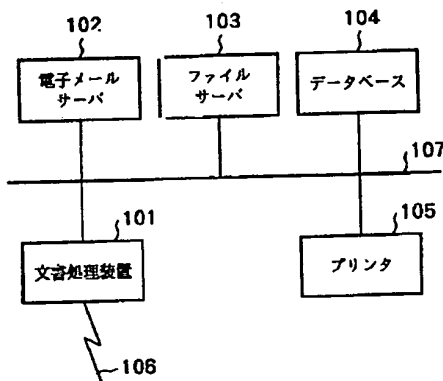 102
103
104
電子メール
サーバ
ファイル
サーバ
データベース
107
101
105
文書処理装置
プリンタ
106